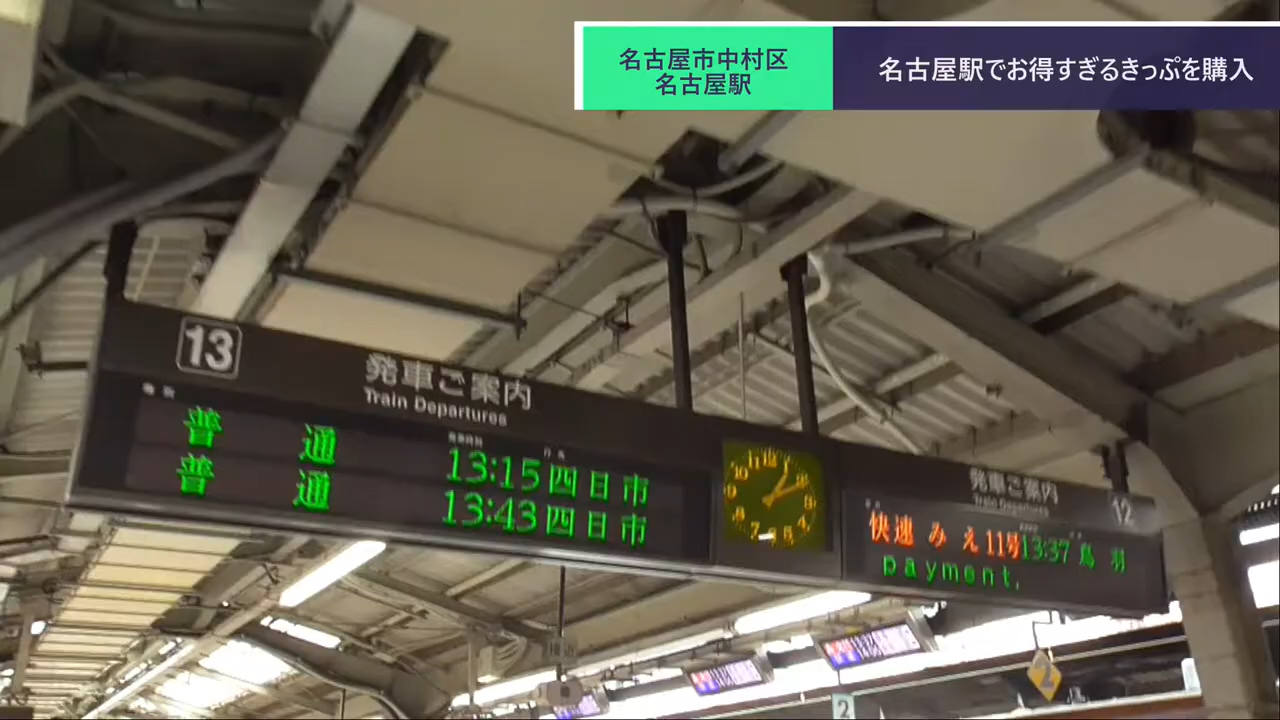 名古屋市中村区
名古屋駅
名古屋駅でお得すぎるきっぷを購入
13
発車ご案内
Train Departures
普通 13:15 四日市
普通 13:43 四日市
発車ご案内
Train Departures
12
快速 みえ 11号 13:37 鳥羽
payment.
2
2